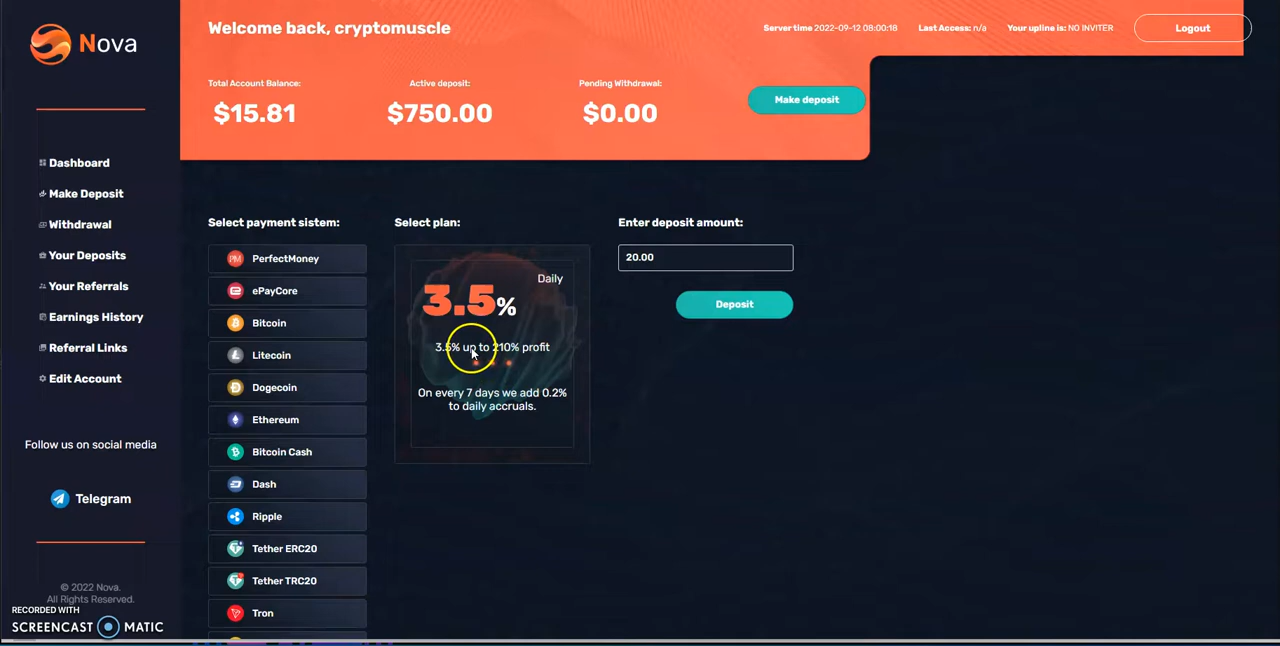 Nova
Welcome back, cryptomuscle
Server time 2022-09-12 08:00:18
Last Access: n/a
Your upline is: NO INVITER
Logout
Total Account Balance:
$15.81
Active deposit:
$750.00
Pending Withdrawal:
$0.00
Make deposit
Dashboard
Make Deposit
Withdrawal
Your Deposits
Your Referrals
Earnings History
Referral Links
Edit Account
Follow us on social media
Telegram
© 2022 Nova.
All Rights Reserved.
Select payment sistem:
PerfectMoney
ePayCore
Bitcoin
Litecoin
Dogecoin
Ethereum
Bitcoin Cash
Dash
Ripple
Tether ERC20
Tether TRC20
Tron
Select plan:
Daily
3.5%
3.5% up to 210% profit
On every 7 days we add 0.2%
to daily accruals.
Enter deposit amount:
20.00
Deposit
RECORDED WITH
SCREENCAST MATIC